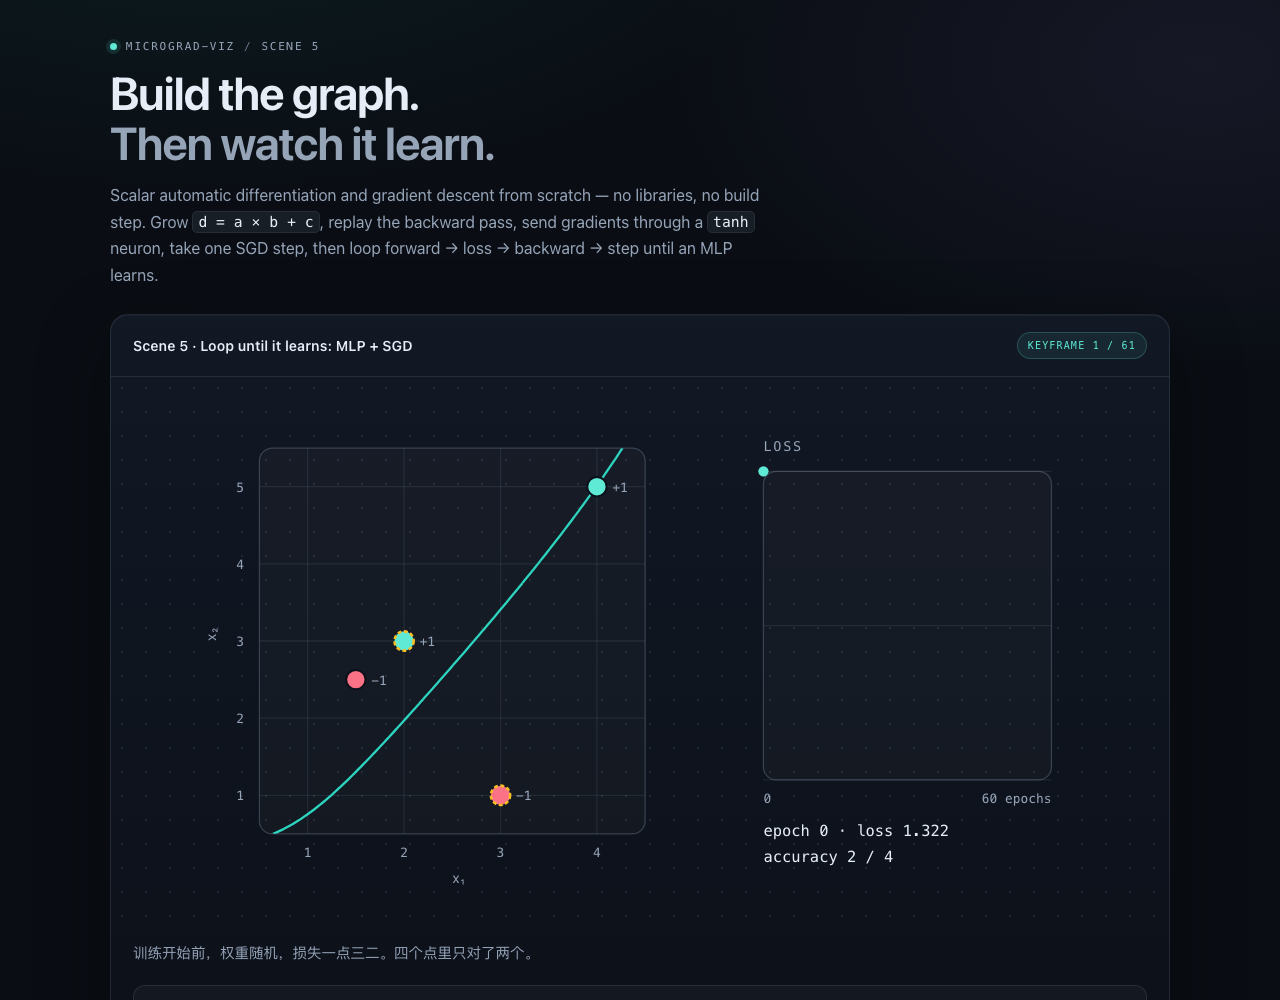 MICROGRAD-VIZ / SCENE 5
Build the graph.
Then watch it learn.
Scalar automatic differentiation and gradient descent from scratch — no libraries, no build
step. Grow d = a × b + c, replay the backward pass, send gradients through a tanh
neuron, take one SGD step, then loop forward → loss → backward → step until an MLP
learns.
Scene 5 · Loop until it learns: MLP + SGD
KEYFRAME 1 / 61
LOSS
5
+1
4
x₂
3
+1
−1
2
1
−1
1
2
3
4
x₁
0
60 epochs
epoch 0 · loss 1.322
accuracy 2 / 4
训练开始前，权重随机，损失一点三二。四个点里只对了两个。